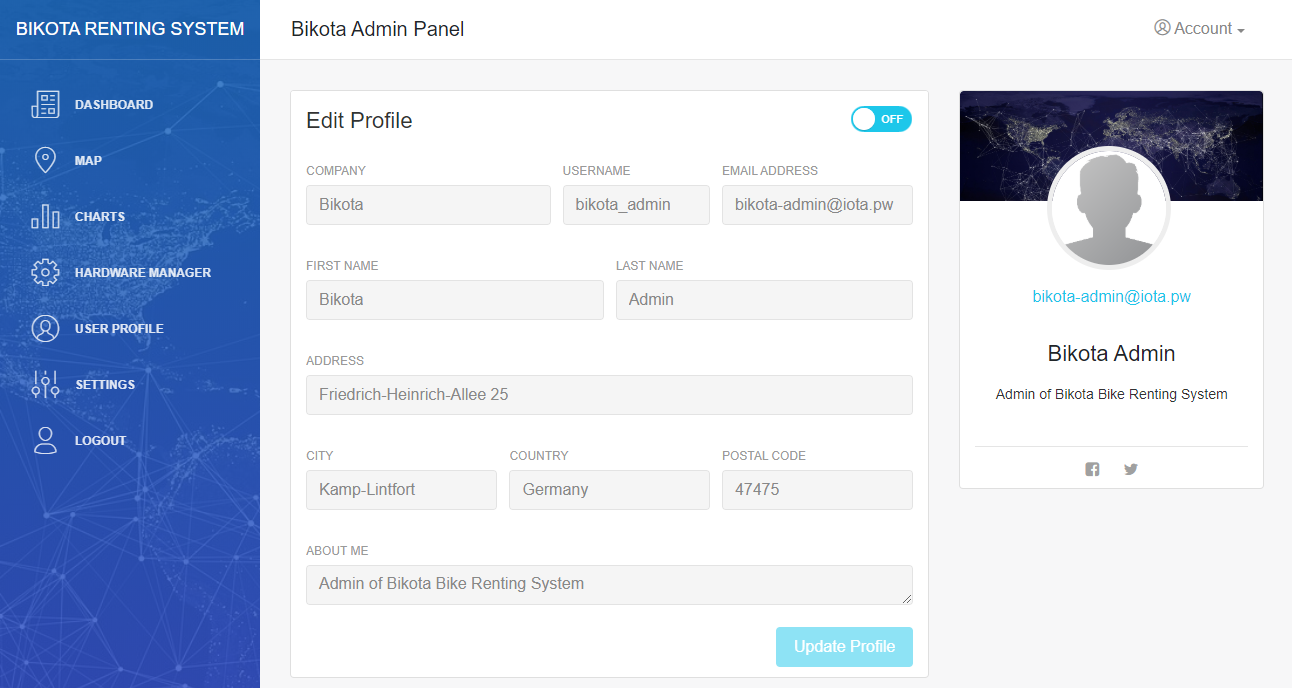 BIKOTA RENTING SYSTEM
Bikota Admin Panel
Account
DASHBOARD
MAP
CHARTS
HARDWARE MANAGER
USER PROFILE
SETTINGS
LOGOUT
Edit Profile
OFF
COMPANY USERNAME EMAIL ADDRESS
Bikota bikota_admin bikota-admin@iota.pw
FIRST NAME LAST NAME
Bikota Admin
ADDRESS
Friedrich-Heinrich-Allee 25
CITY COUNTRY POSTAL CODE
Kamp-Lintfort Germany 47475
ABOUT ME
Admin of Bikota Bike Renting System
Update Profile
bikota-admin@iota.pw
Bikota Admin
Admin of Bikota Bike Renting System